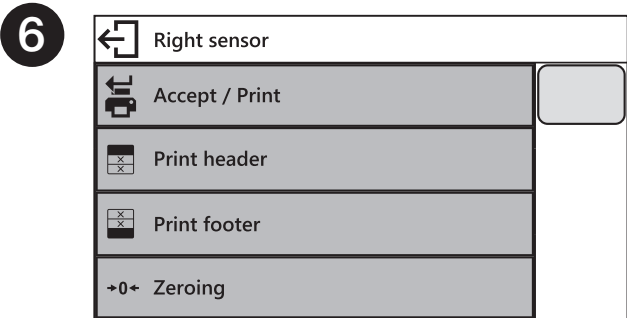 6
Right sensor
Accept / Print
Print header
Print footer
→0← Zeroing